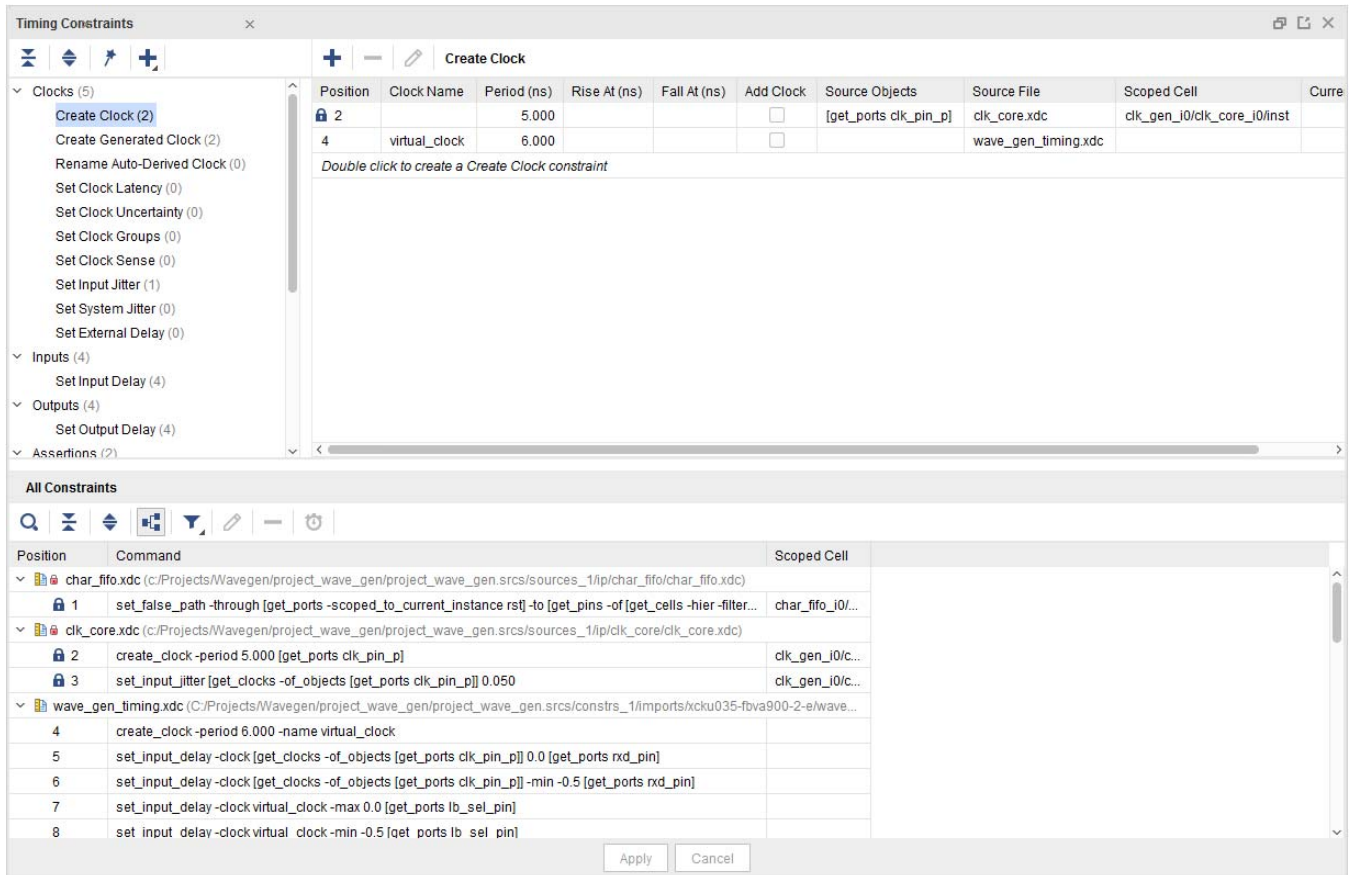 Timing Constraints
Create Clock
Clocks (5)
Create Clock (2)
Create Generated Clock (2)
Rename Auto-Derived Clock (0)
Set Clock Latency (0)
Set Clock Uncertainty (0)
Set Clock Groups (0)
Set Clock Sense (0)
Set Input Jitter (1)
Set System Jitter (0)
Set External Delay (0)
Inputs (4)
Set Input Delay (4)
Outputs (4)
Set Output Delay (4)
Assertions (2)
Position Clock Name Period (ns) Rise At (ns) Fall At (ns) Add Clock Source Objects Source File Scoped Cell Curre
2 5.000 [get_ports clk_pin_p] clk_core.xdc clk_gen_i0/clk_core_i0/inst
4 virtual_clock 6.000 wave_gen_timing.xdc
Double click to create a Create Clock constraint
All Constraints
Position Command Scoped Cell
char_fifo.xdc (c:/Projects/Wavegen/project_wave_gen/project_wave_gen.srcs/sources_1/ip/char_fifo/char_fifo.xdc)
1 set_false_path -through [get_ports -scoped_to_current_instance rst] -to [get_pins -of [get_cells -hier -filter... char_fifo_i0/...
clk_core.xdc (c:/Projects/Wavegen/project_wave_gen/project_wave_gen.srcs/sources_1/ip/clk_core/clk_core.xdc)
2 create_clock -period 5.000 [get_ports clk_pin_p] clk_gen_i0/c...
3 set_input_jitter [get_clocks -of_objects [get_ports clk_pin_p]] 0.050 clk_gen_i0/c...
wave_gen_timing.xdc (C:/Projects/Wavegen/project_wave_gen/project_wave_gen.srcs/constrs_1/imports/xcku035-fbva900-2-e/wave...
4 create_clock -period 6.000 -name virtual_clock
5 set_input_delay -clock [get_clocks -of_objects [get_ports clk_pin_p]] 0.0 [get_ports rxd_pin]
6 set_input_delay -clock [get_clocks -of_objects [get_ports clk_pin_p]] -min -0.5 [get_ports rxd_pin]
7 set_input_delay -clock virtual_clock -max 0.0 [get_ports lb_sel_pin]
8 set_input_delay -clock virtual_clock -min -0.5 [get_ports lb_sel_pin]
Apply Cancel